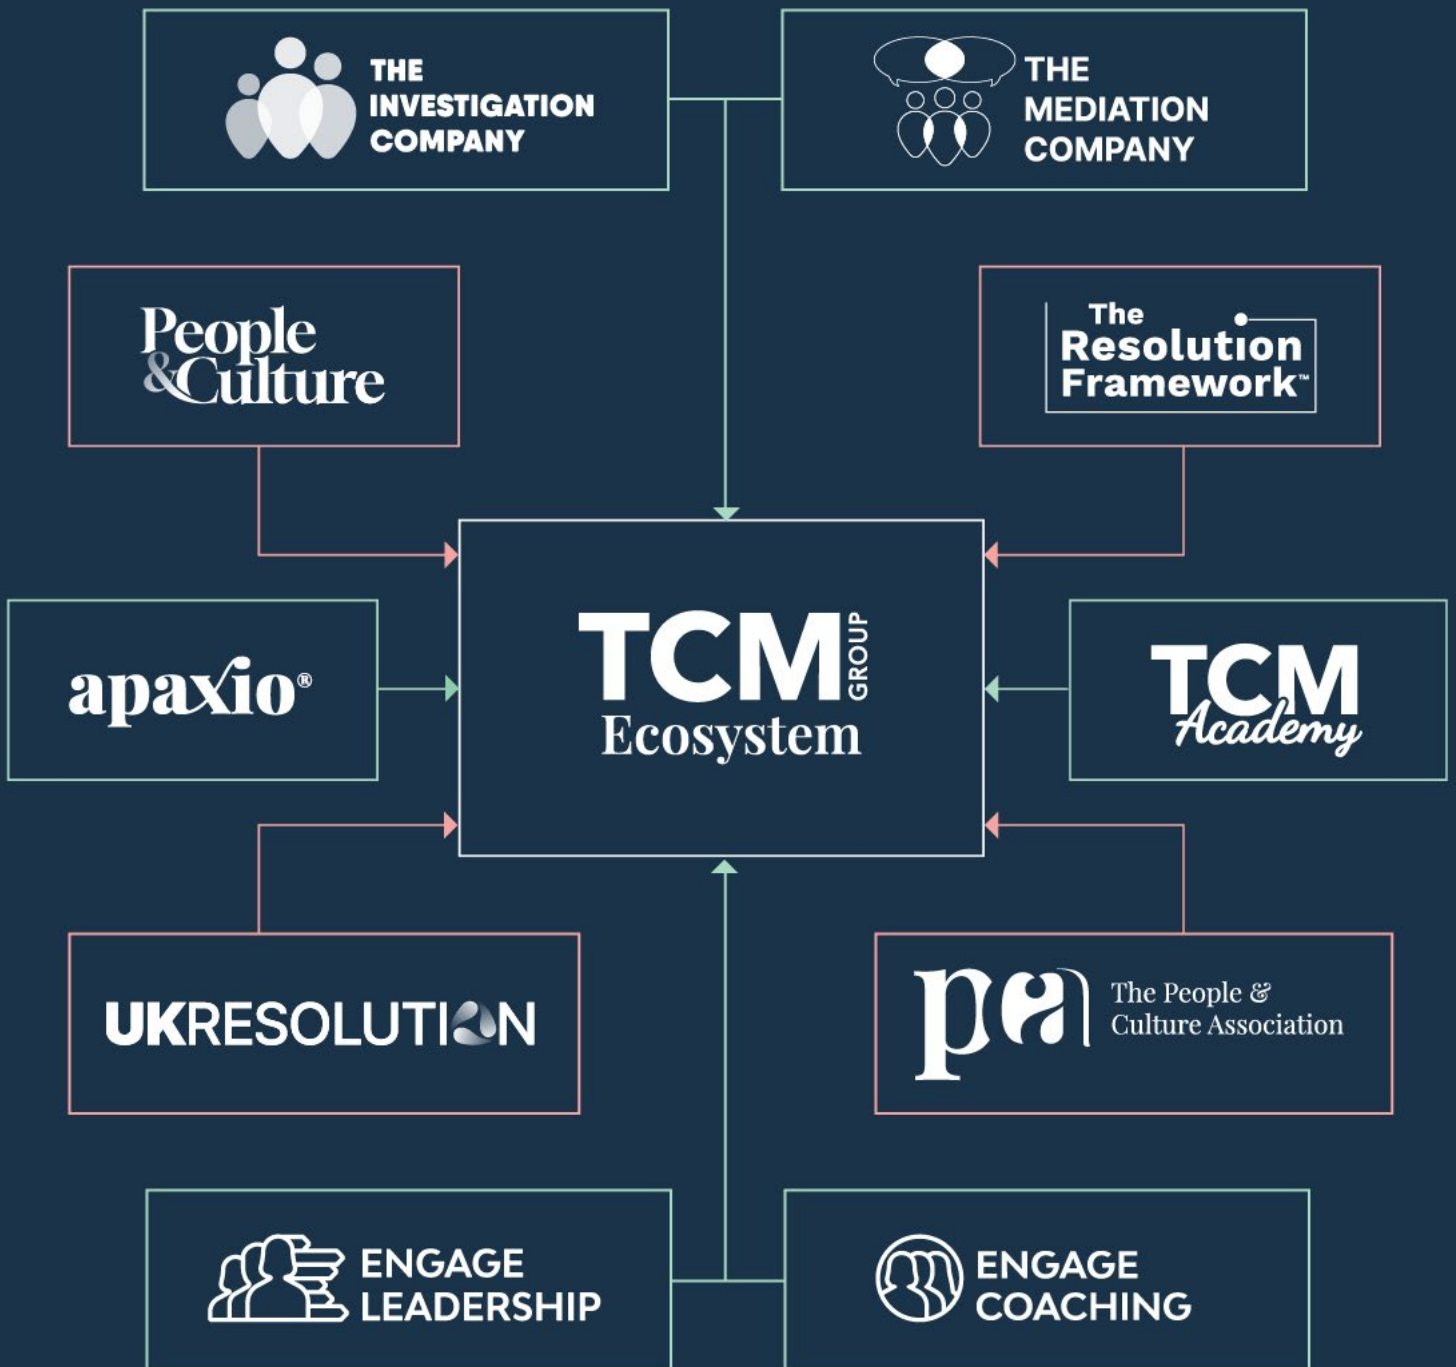 THE
INVESTIGATION
COMPANY
THE
MEDIATION
COMPANY
People
&Culture
The
Resolution
Framework™
TCM GROUP
Ecosystem
apaxio®
TCM
Academy
UKRESOLUTION
pca
The People &
Culture Association
ENGAGE
LEADERSHIP
ENGAGE
COACHING